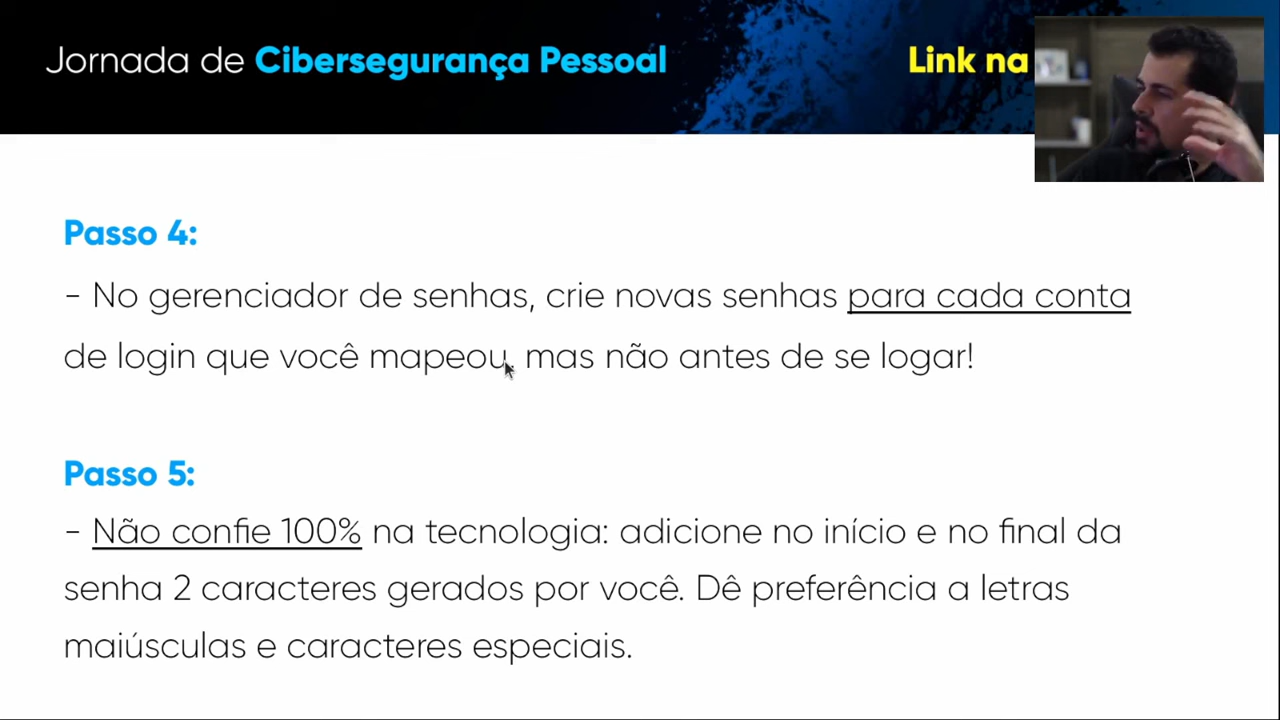 Jornada de Cibersegurança Pessoal
Link na
Passo 4:
- No gerenciador de senhas, crie novas senhas para cada conta
de login que você mapeou, mas não antes de se logar!
Passo 5:
- Não confie 100% na tecnologia: adicione no início e no final da
senha 2 caracteres gerados por você. Dê preferência a letras
maiúsculas e caracteres especiais.